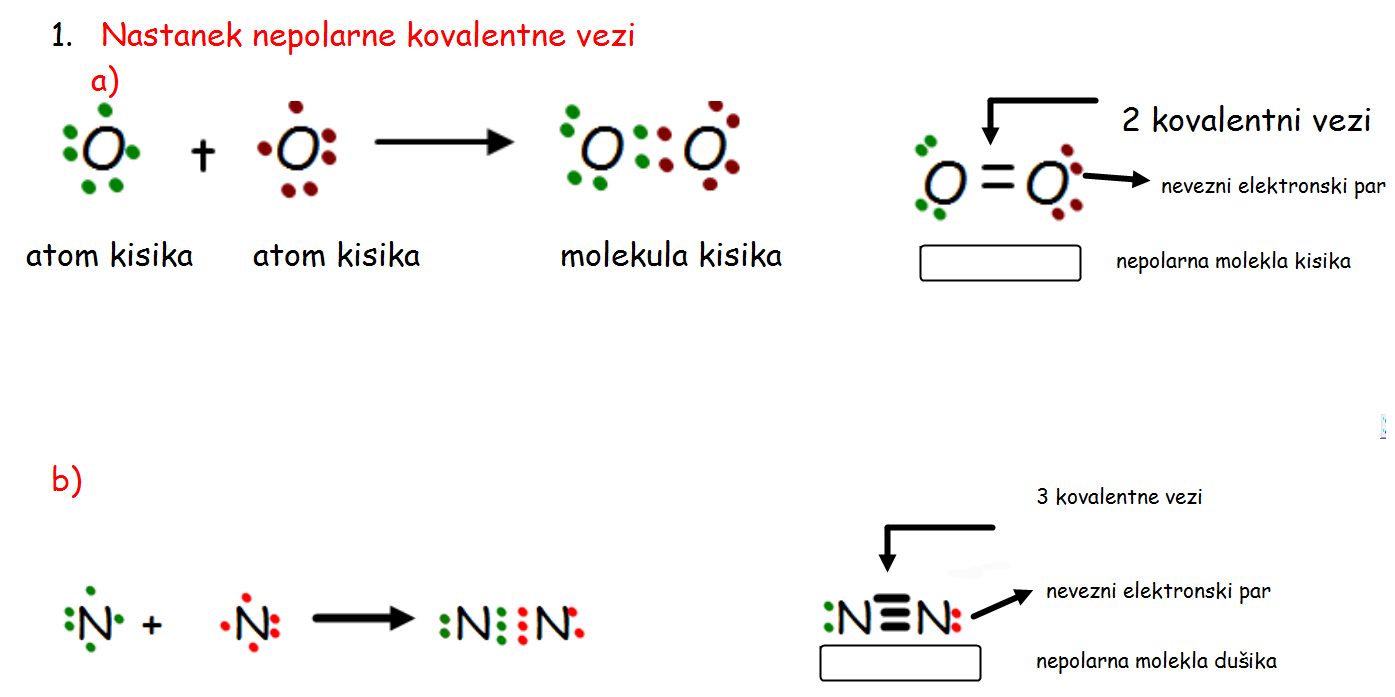 1. Nastanek nepolarne kovalentne vezi
a)
O + O O O
2 kovalentni vezi
O = O
nevezni elektronski par
atom kisika atom kisika molekula kisika
nepolarna molekla kisika
b)
3 kovalentne vezi
N + N N N
N≡N
nevezni elektronski par
nepolarna molekla dušika